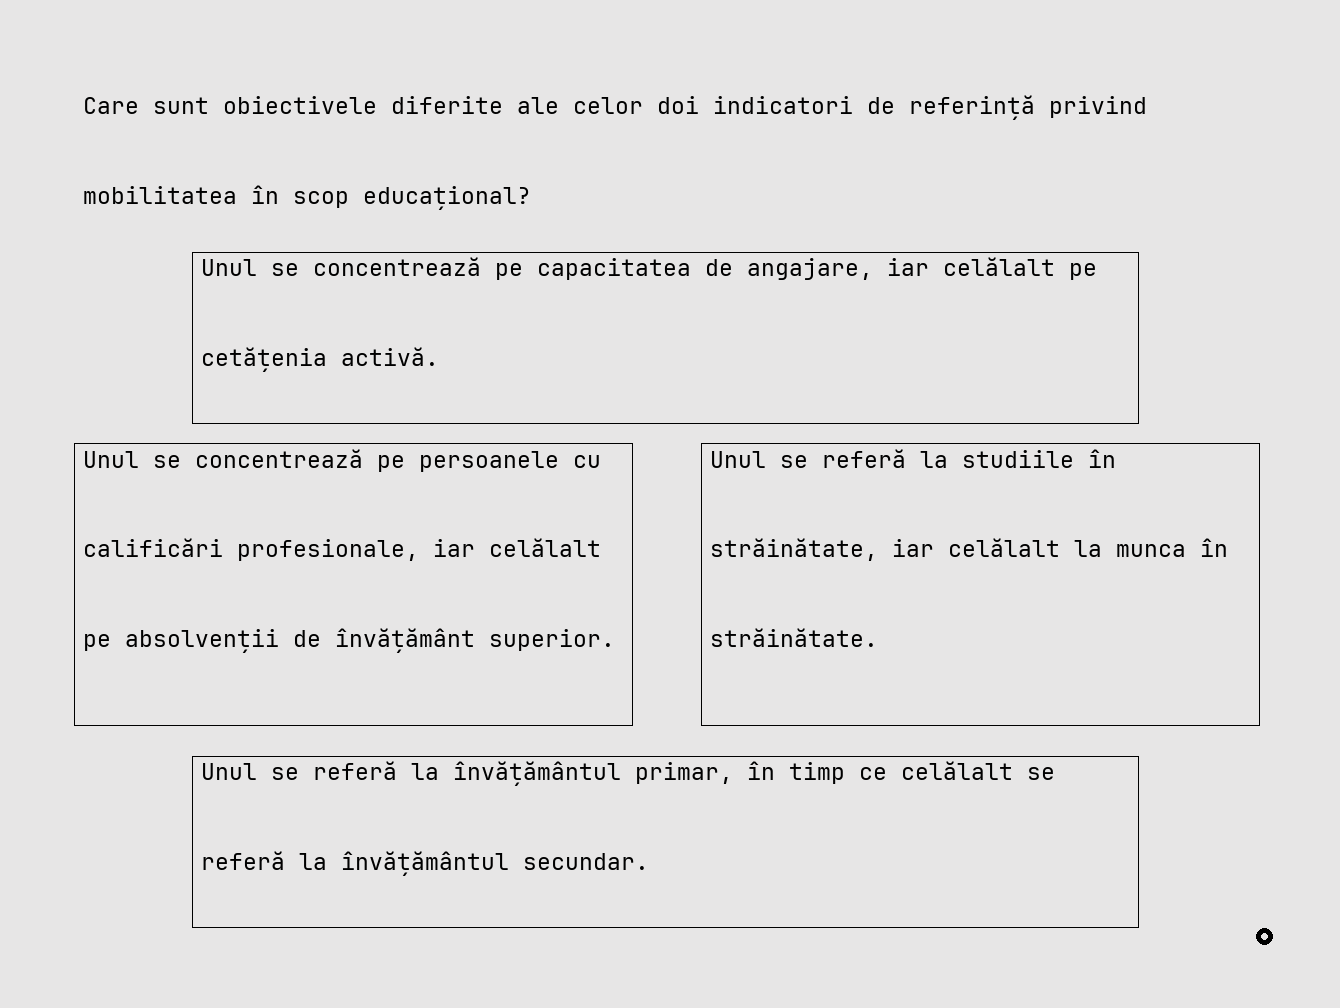 Care sunt obiectivele diferite ale celor doi indicatori de referință privind
mobilitatea în scop educațional?
Unul se concentrează pe capacitatea de angajare, iar celălalt pe
cetățenia activă.
Unul se concentrează pe persoanele cu
calificări profesionale, iar celălalt
pe absolvenții de învățământ superior.
Unul se referă la studiile în
străinătate, iar celălalt la munca în
străinătate.
Unul se referă la învățământul primar, în timp ce celălalt se
referă la învățământul secundar.